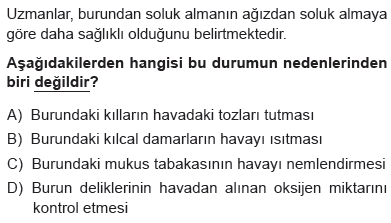 Uzmanlar, burundan soluk almanın ağızdan soluk almaya
göre daha sağlıklı olduğunu belirtmektedir.
Aşağıdakilerden hangisi bu durumun nedenlerinden
biri değildir?
A) Burundaki kılların havadaki tozları tutması
B) Burundaki kılcal damarların havayı ısıtması
C) Burundaki mukus tabakasının havayı nemlendirmesi
D) Burun deliklerinin havadan alınan oksijen miktarını
kontrol etmesi